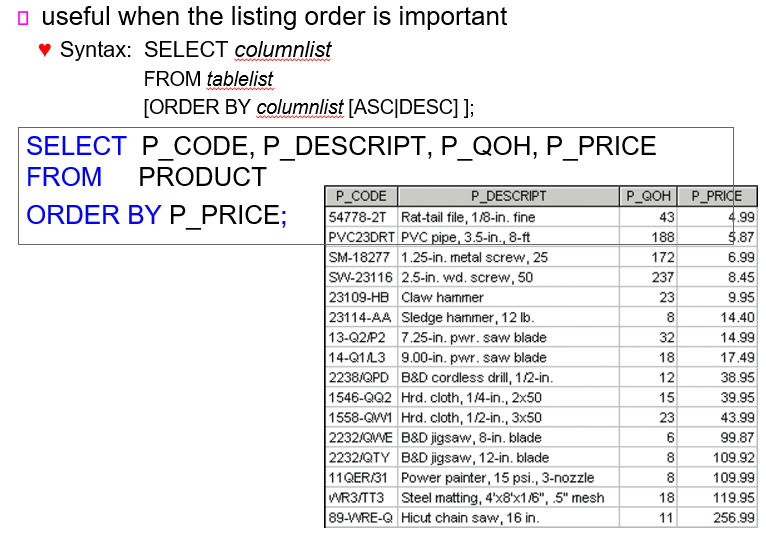 useful when the listing order is important
♥ Syntax: SELECT columnlist
FROM tablelist
[ORDER BY columnlist [ASC|DESC] ];
SELECT P_CODE, P_DESCRIPT, P_QOH, P_PRICE
FROM PRODUCT
ORDER BY P_PRICE;
P_CODE P_DESCRIPT P_QOH P_PRICE
54778-2T Rat-tail file, 1/8-in. fine 43 4.99
PVC23DRT PVC pipe, 3.5-in., 8-ft 188 5.87
SM-18277 1.25-in. metal screw, 25 172 6.99
SW-23116 2.5-in. wd. screw, 50 237 8.45
23109-HB Claw hammer 23 9.95
23114-AA Sledge hammer, 12 lb. 8 14.40
13-Q2/P2 7.25-in. pwr. saw blade 32 14.99
14-Q1/L3 9.00-in. pwr. saw blade 18 17.49
2238/QPD B&D cordless drill, 1/2-in. 12 38.95
1546-QQ2 Hrd. cloth, 1/4-in., 2x50 15 39.95
1558-QW1 Hrd. cloth, 1/2-in., 3x50 23 43.99
2232/QWE B&D jigsaw, 8-in. blade 6 99.87
2232/QTY B&D jigsaw, 12-in. blade 8 109.92
11QER/31 Power painter, 15 psi., 3-nozzle 8 109.99
WR3/TT3 Steel matting, 4'x8'x1/6", .5" mesh 18 119.95
89-WRE-Q Hicut chain saw, 16 in. 11 256.99